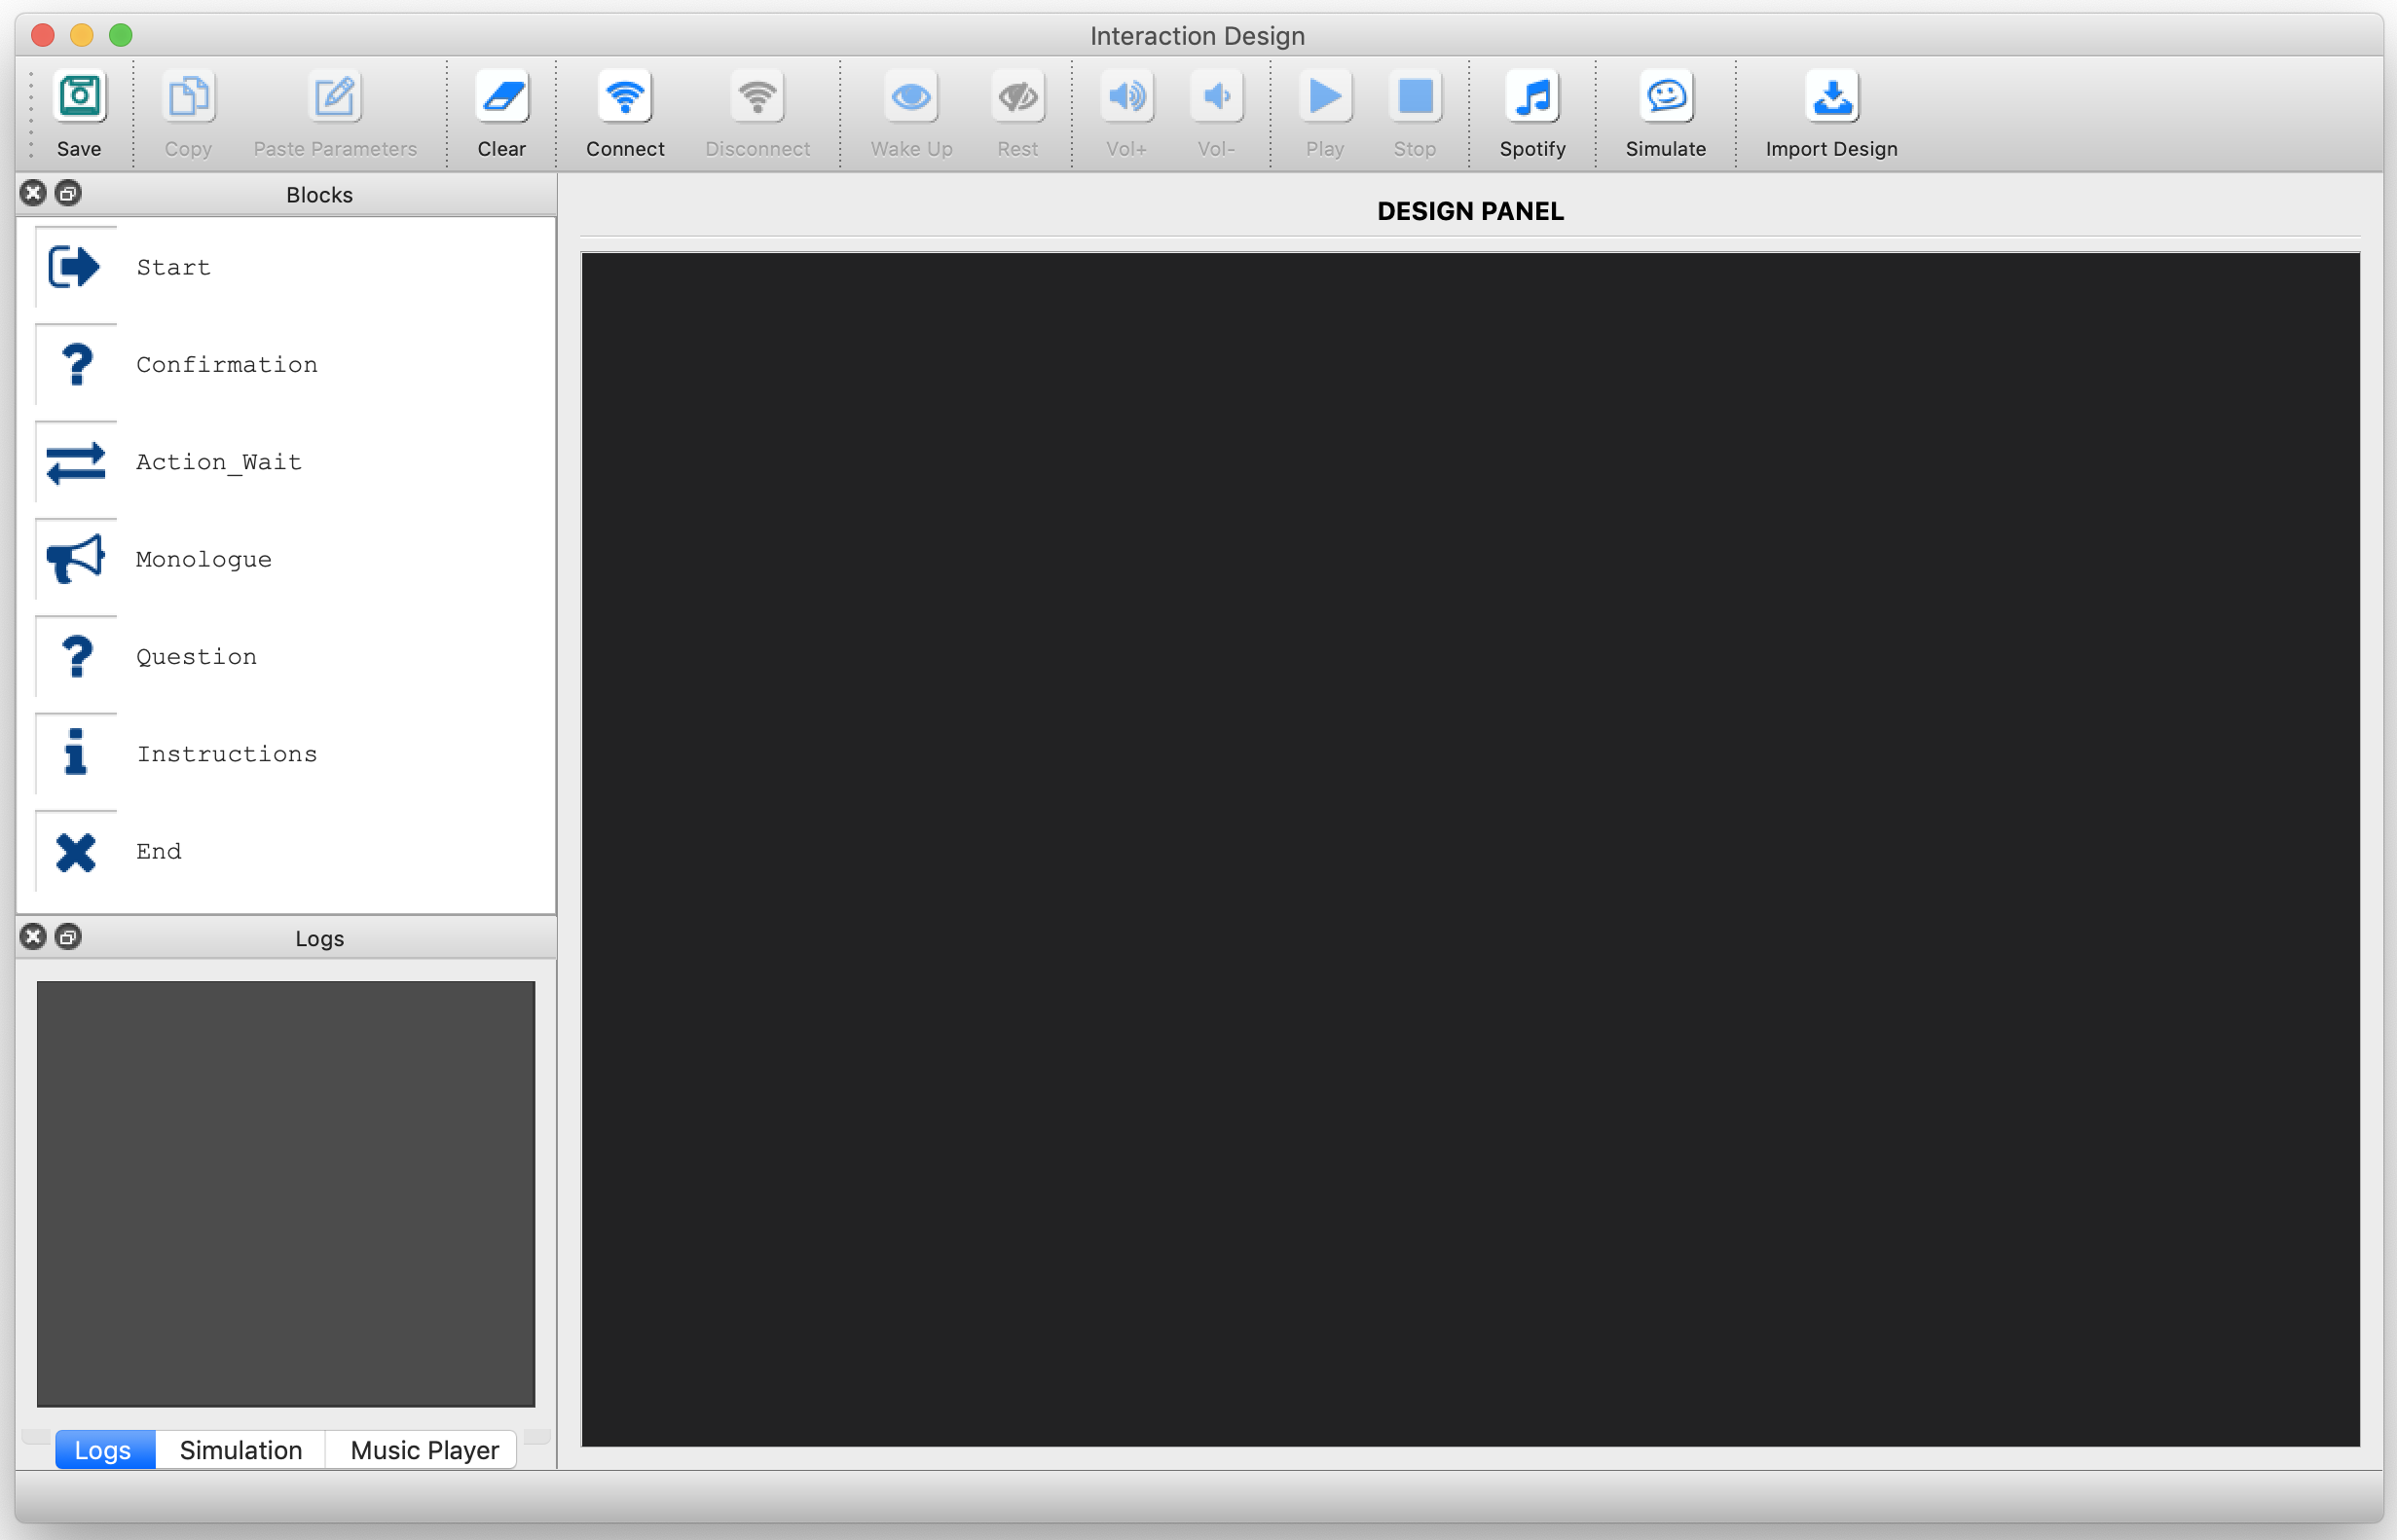 Interaction Design
Save
Copy
Paste Parameters
Clear
Connect
Disconnect
Wake Up
Rest
Vol+
Vol-
Play
Stop
Spotify
Simulate
Import Design
Blocks
Start
Confirmation
Action_Wait
Monologue
Question
Instructions
End
Logs
Logs
Simulation
Music Player
DESIGN PANEL